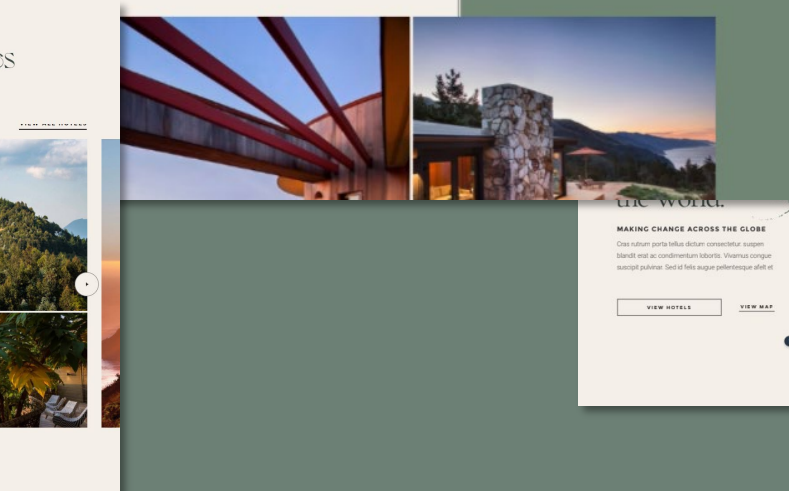 es
VIEW ALL HOTELS
the world.
MAKING CHANGE ACROSS THE GLOBE
Cras rutrum porta tellus dictum consectetur suspen
blandit erat ac condimentum lobortis. Vivamus congue
suscipit pulvinar. Sed id felis augue pellentesque afelt et
VIEW HOTELS
VIEW MAP